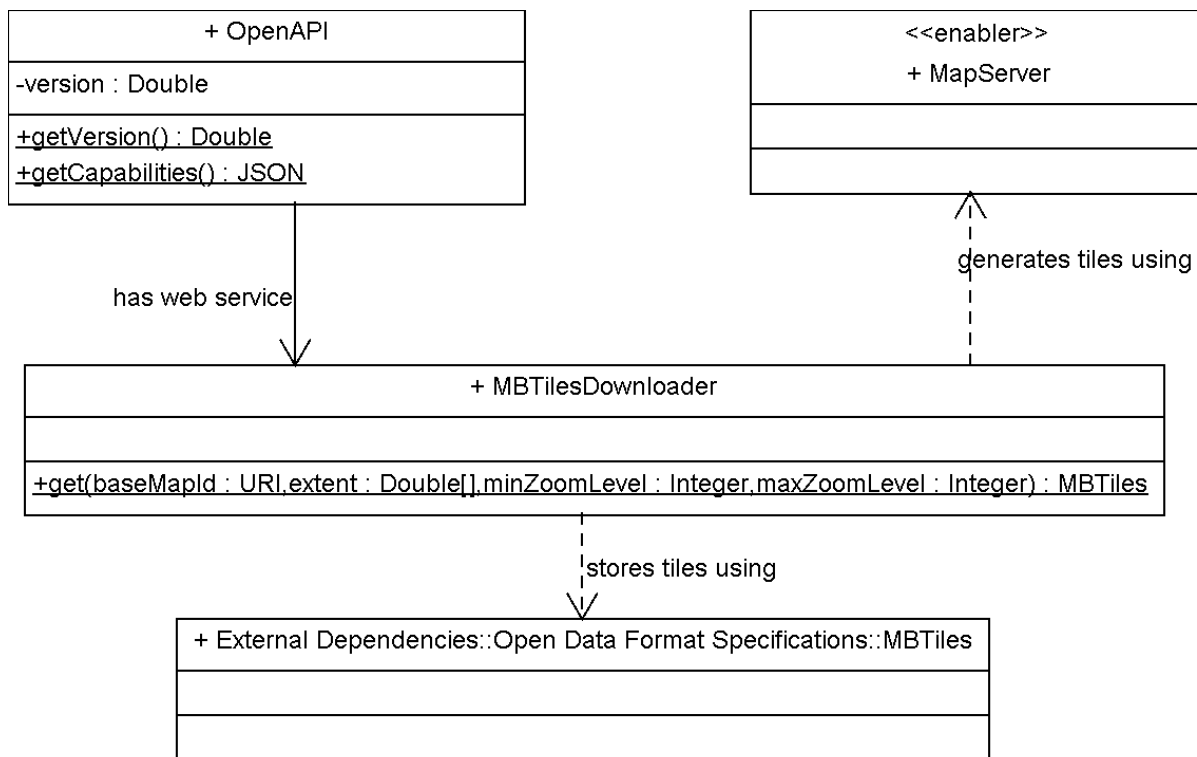 + OpenAPI
-version : Double
+getVersion() : Double
+getCapabilities() : JSON
<<enabler>>
+ MapServer
has web service
generates tiles using
+ MBTilesDownloader
+get(baseMapId : URI,extent : Double[],minZoomLevel : Integer,maxZoomLevel : Integer) : MBTiles
stores tiles using
+ External Dependencies::Open Data Format Specifications::MBTiles